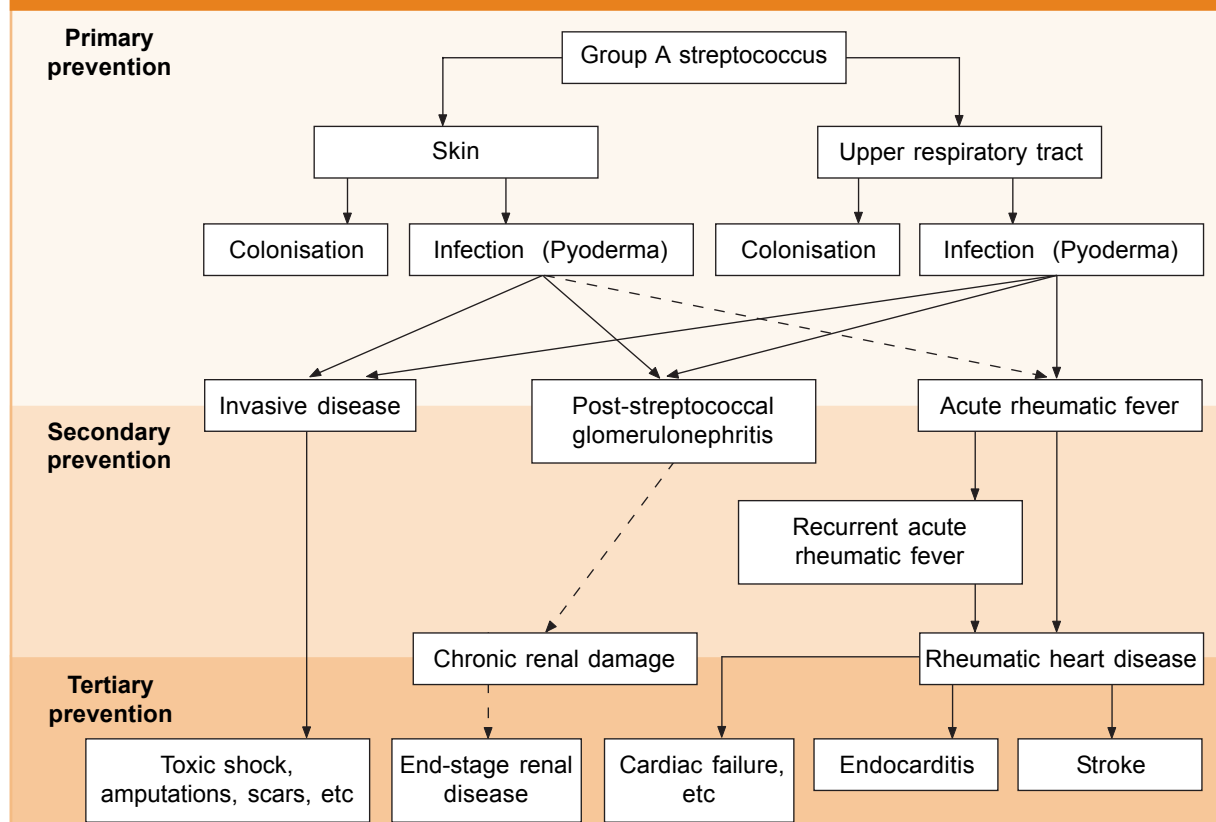 Primary
prevention
Group A streptococcus
Skin
Upper respiratory tract
Colonisation
Infection (Pyoderma)
Colonisation
Infection (Pyoderma)
Invasive disease
Post-streptococcal
glomerulonephritis
Acute rheumatic fever
Secondary
prevention
Recurrent acute
rheumatic fever
Chronic renal damage
Rheumatic heart disease
Tertiary
prevention
Toxic shock,
amputations, scars, etc
End-stage renal
disease
Cardiac failure,
etc
Endocarditis
Stroke